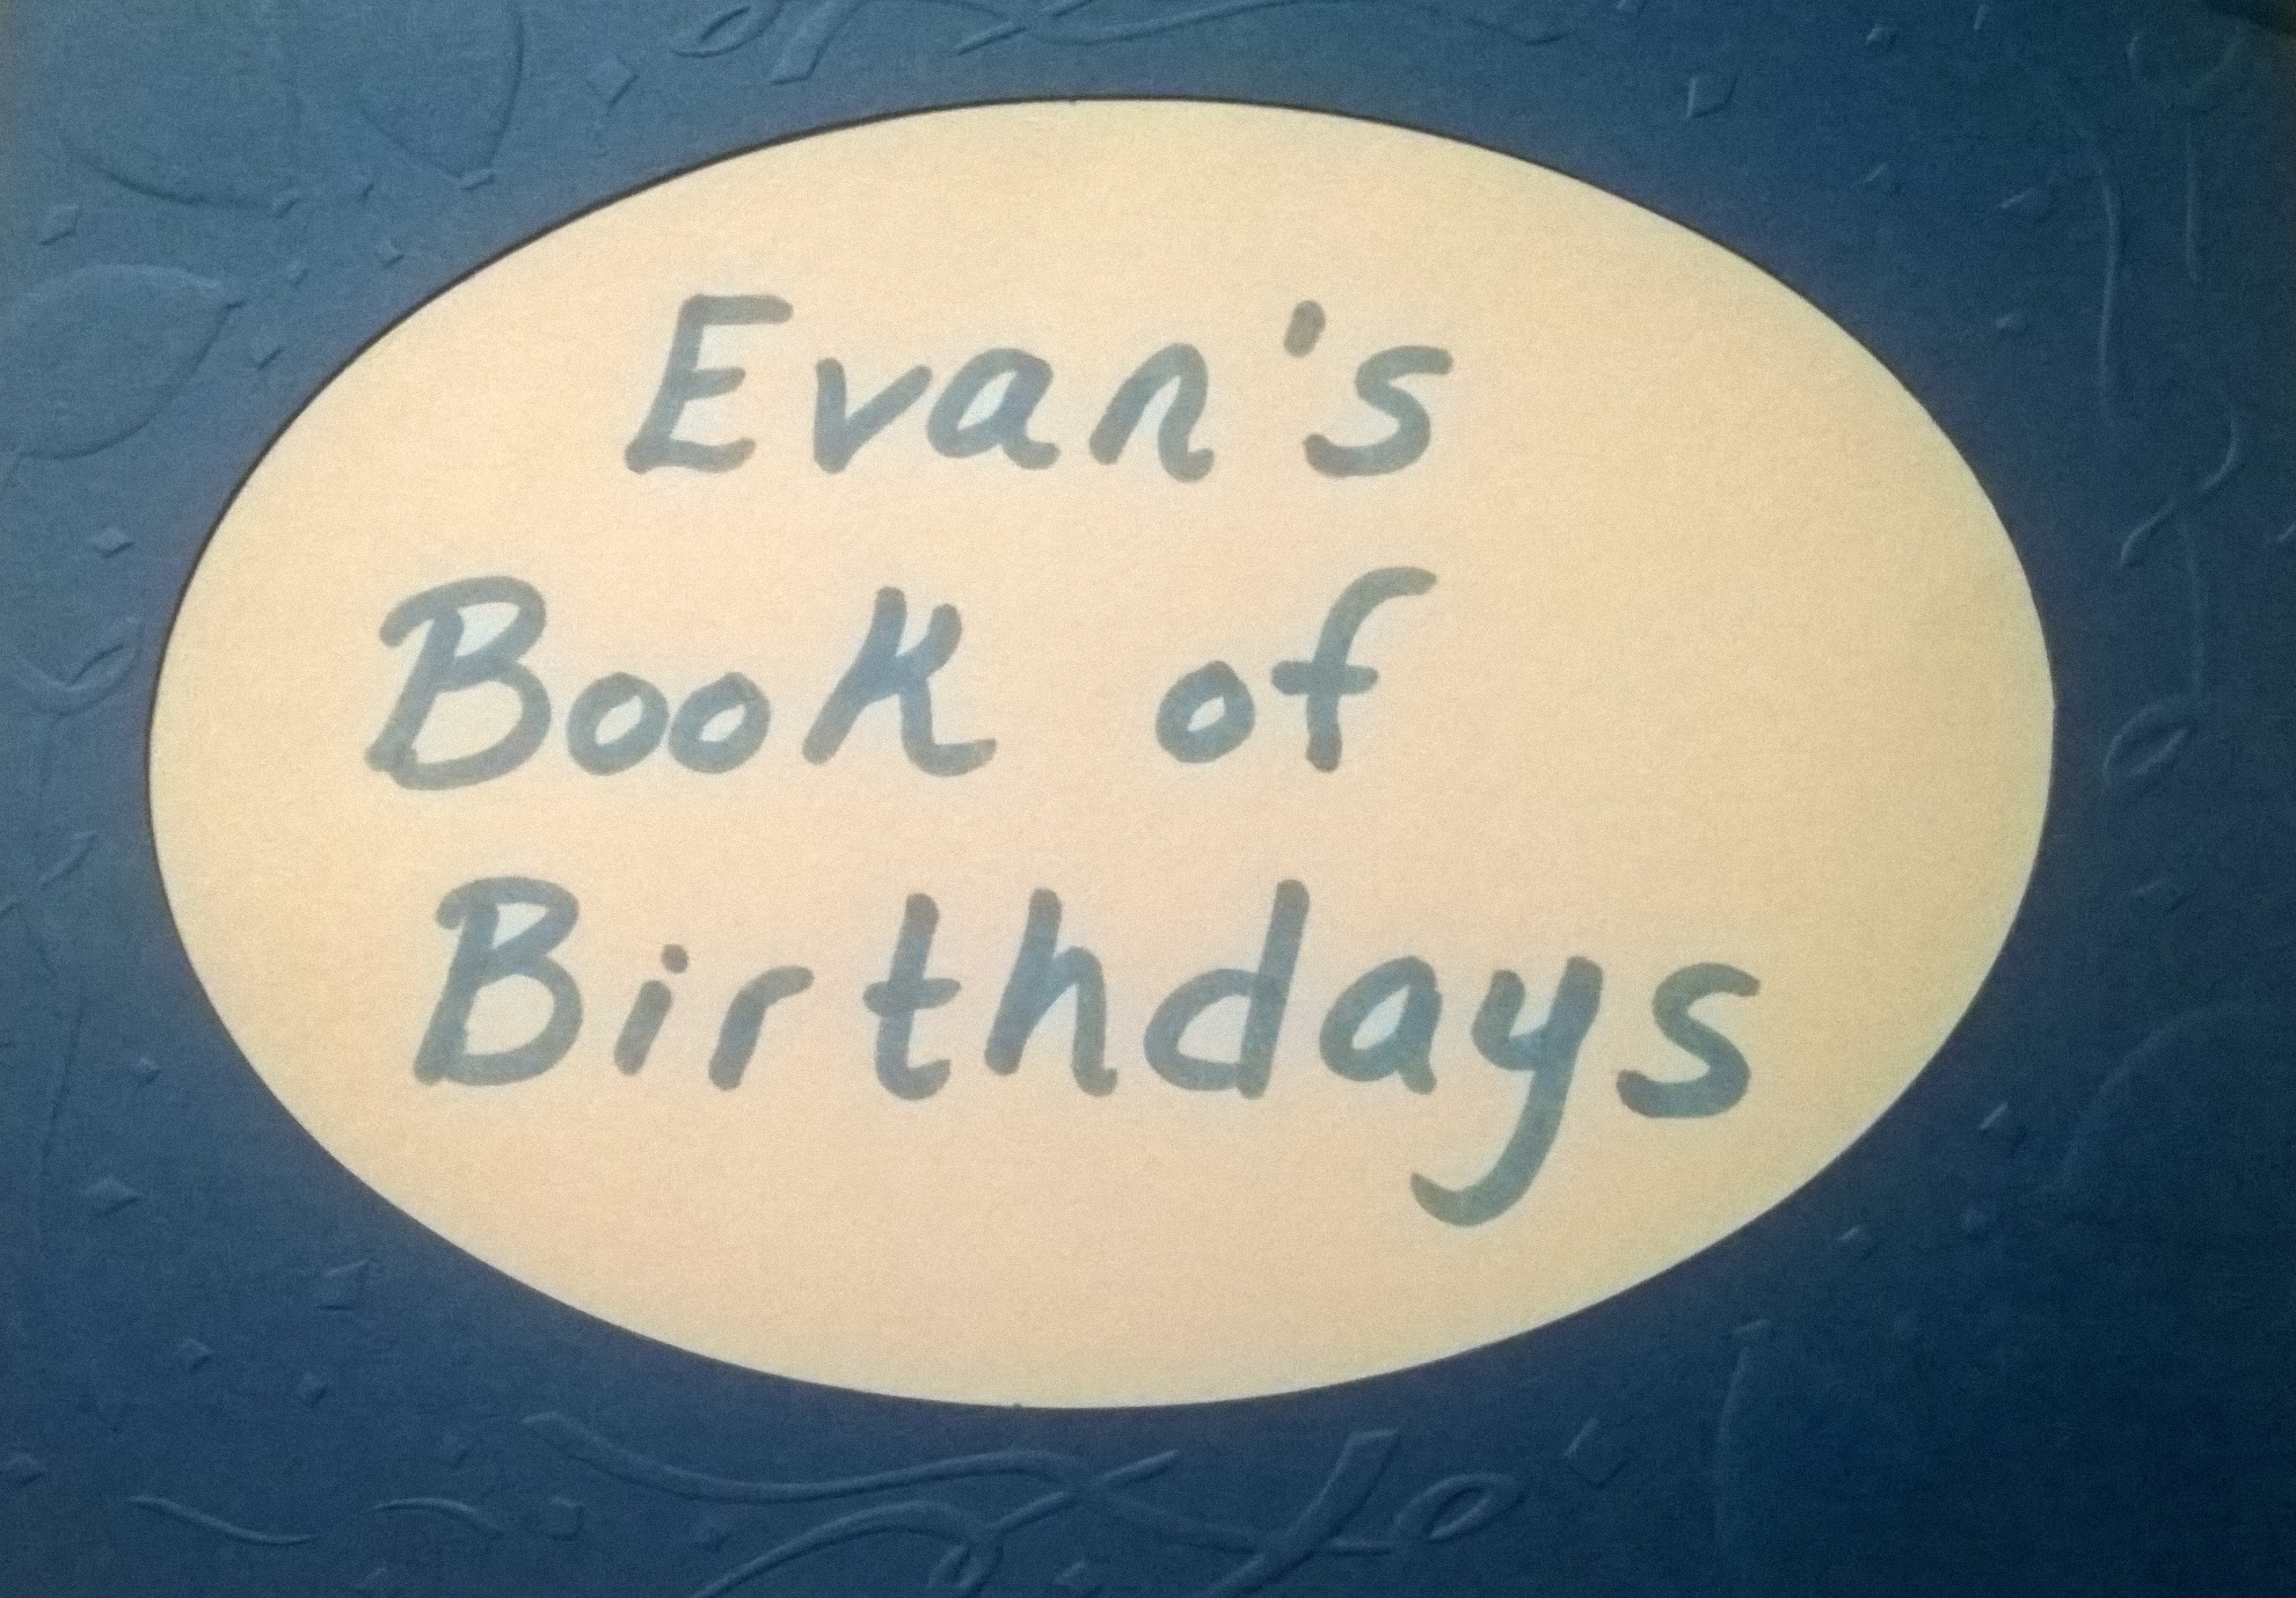 Evan's
Book of
Birthdays